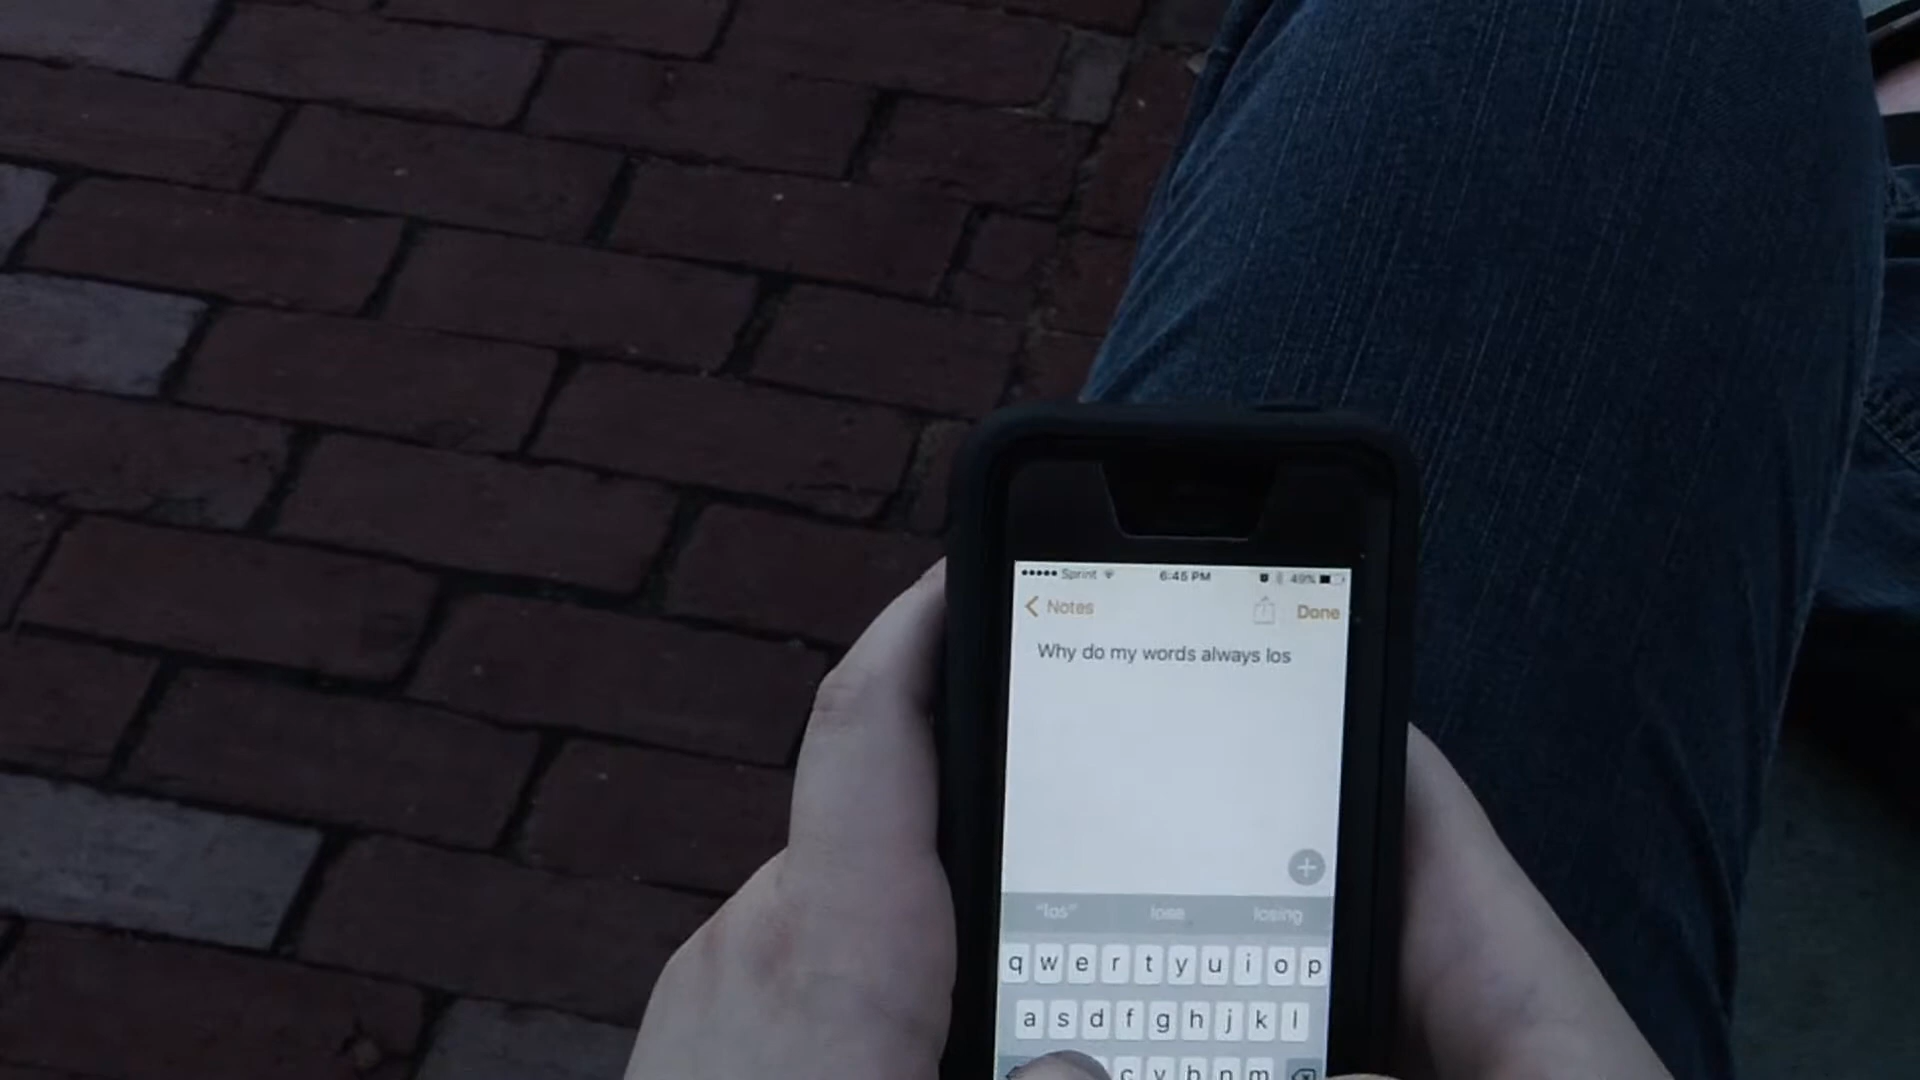 Sprint 6:45 PM 49%
Notes Done
Why do my words always los
"los" lose losing
q w e r t y u i o p
a s d f g h j k l
c v b n m